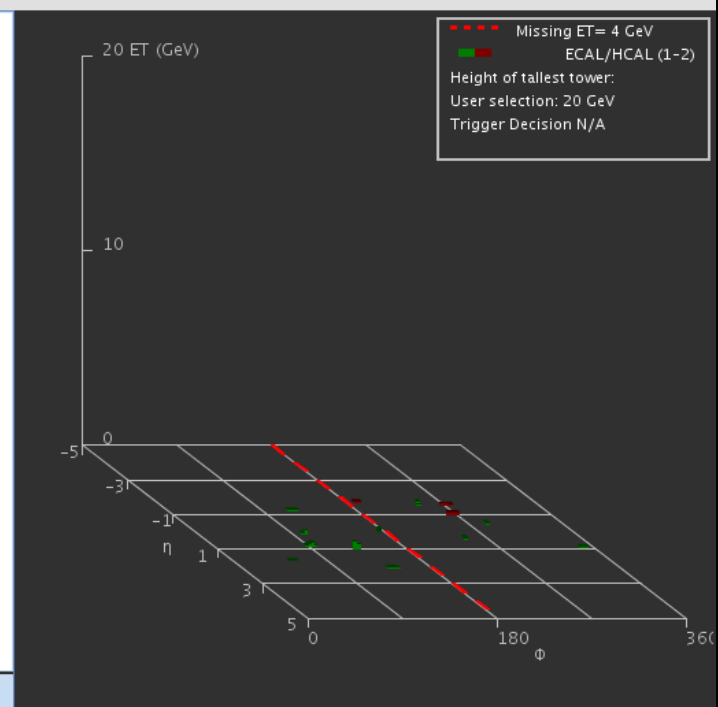 Missing ET= 4 GeV
ECAL/HCAL (1-2)
Height of tallest tower:
User selection: 20 GeV
Trigger Decision N/A
20 ET (GeV)
10
0
-5
-3
-1
η
1
3
5
0
180
360
Φ